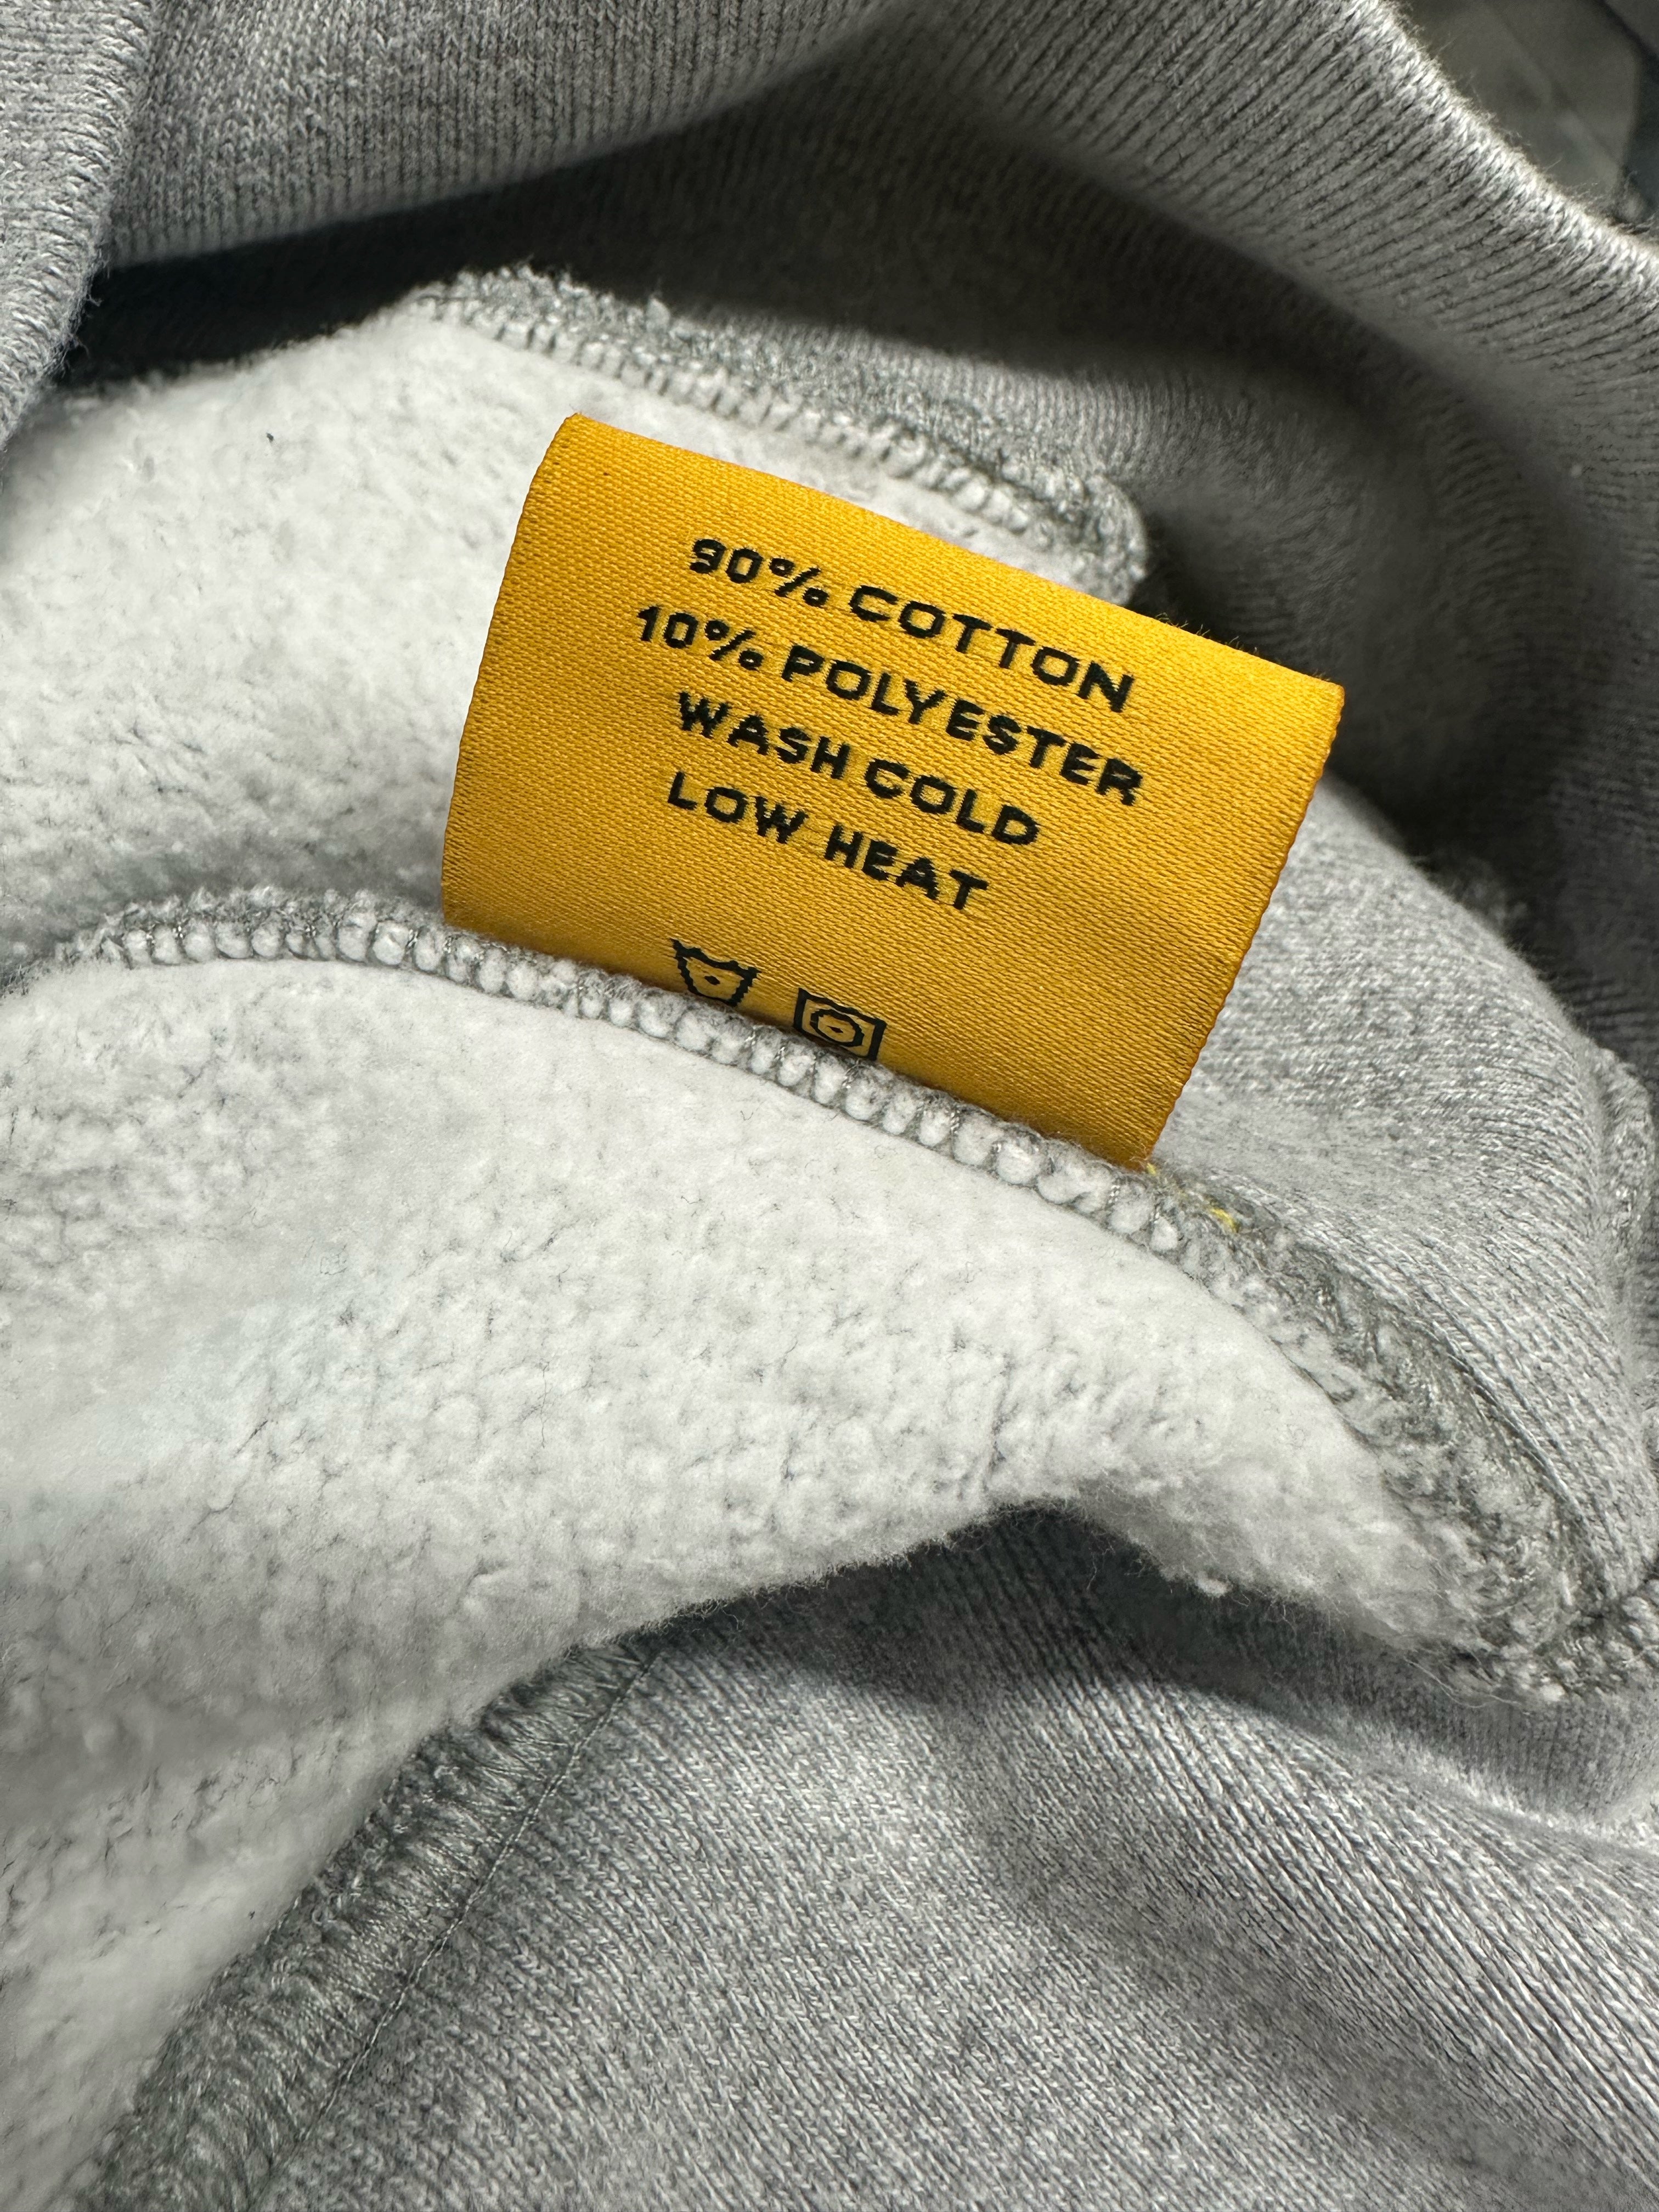 90% COTTON
10% POLYESTER
WASH COLD
LOW HEAT